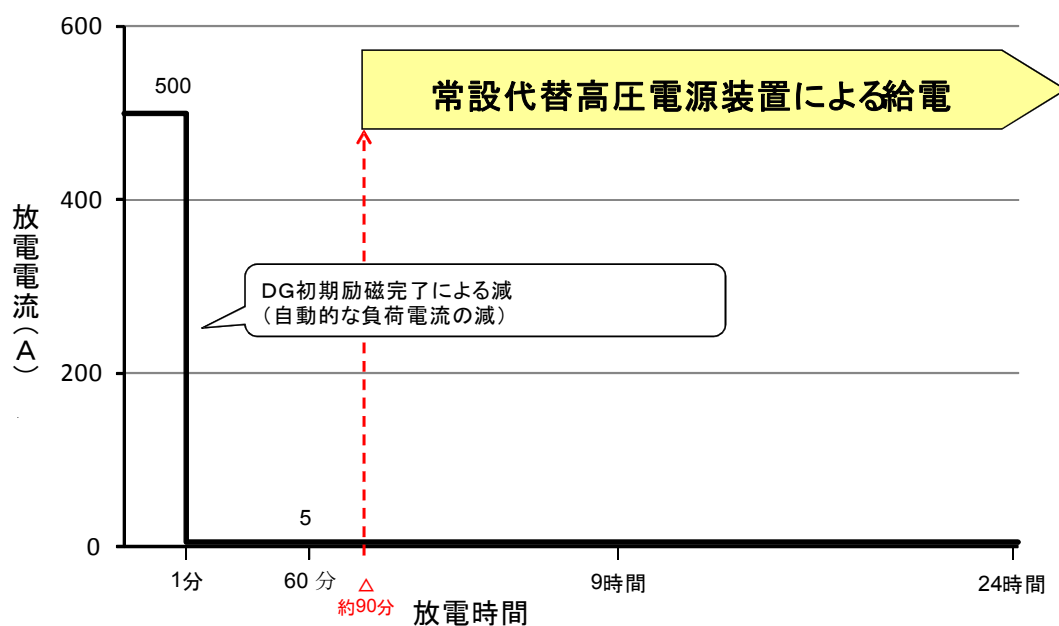 600
500
常設代替高圧電源装置による給電
400
放電電流(A)
DG初期励磁完了による減
(自動的な負荷電流の減)
200
5
0
1分
60 分
△
約90分
9時間
24時間
放電時間